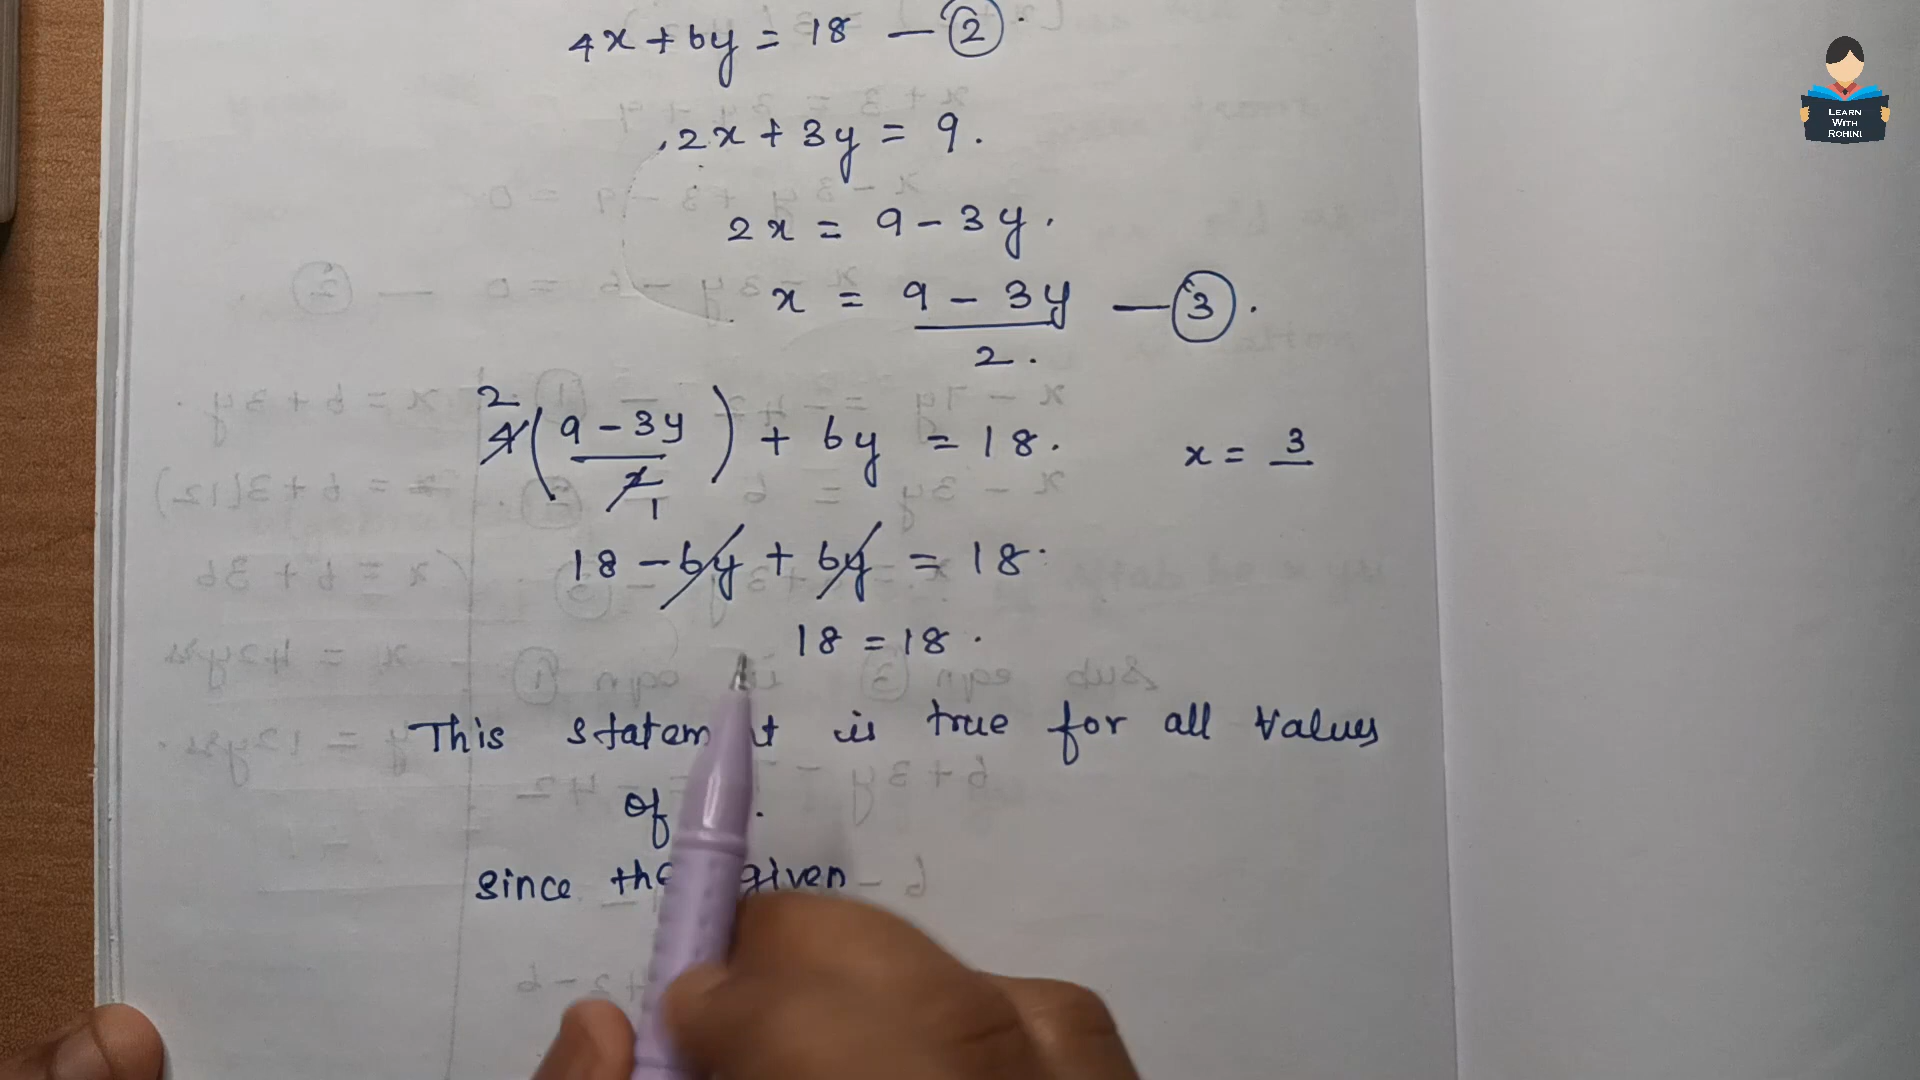 4x + 6y = 18 — ②.
2x + 3y = 9.
2x = 9 - 3y.
x = 9 - 3y — ③.
2.
2
4(9 - 3y) + 6y = 18. x = 3
2
1
18 - 6y + 6y = 18.
18 = 18.
This is true for all values
of
since given
LEARN
WITH
ROHINI